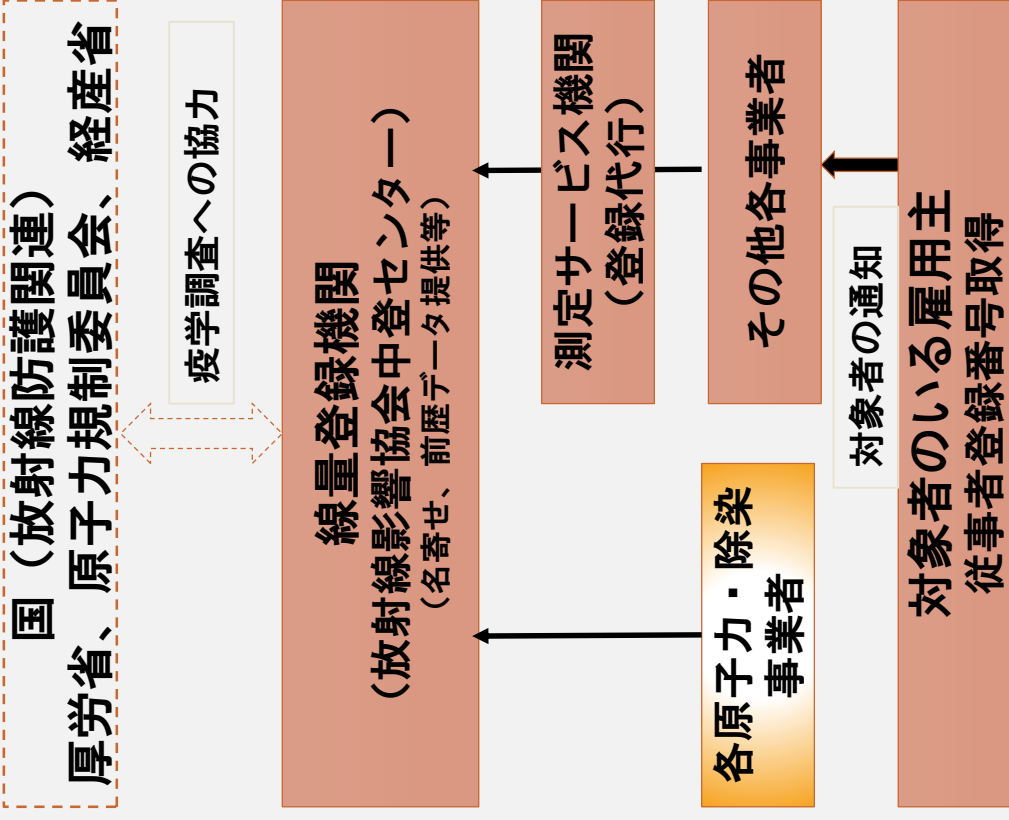 国（放射線防護関連）
厚労省、原子力規制委員会、経産省
疫学調査への協力
線量登録機関
（放射線影響協会中登センター）
（名寄せ、前歴データ提供等）
測定サービス機関
（登録代行）
各原子力・除染
事業者
その他各事業者
対象者の通知
対象者のいる雇用主
従事者登録番号取得